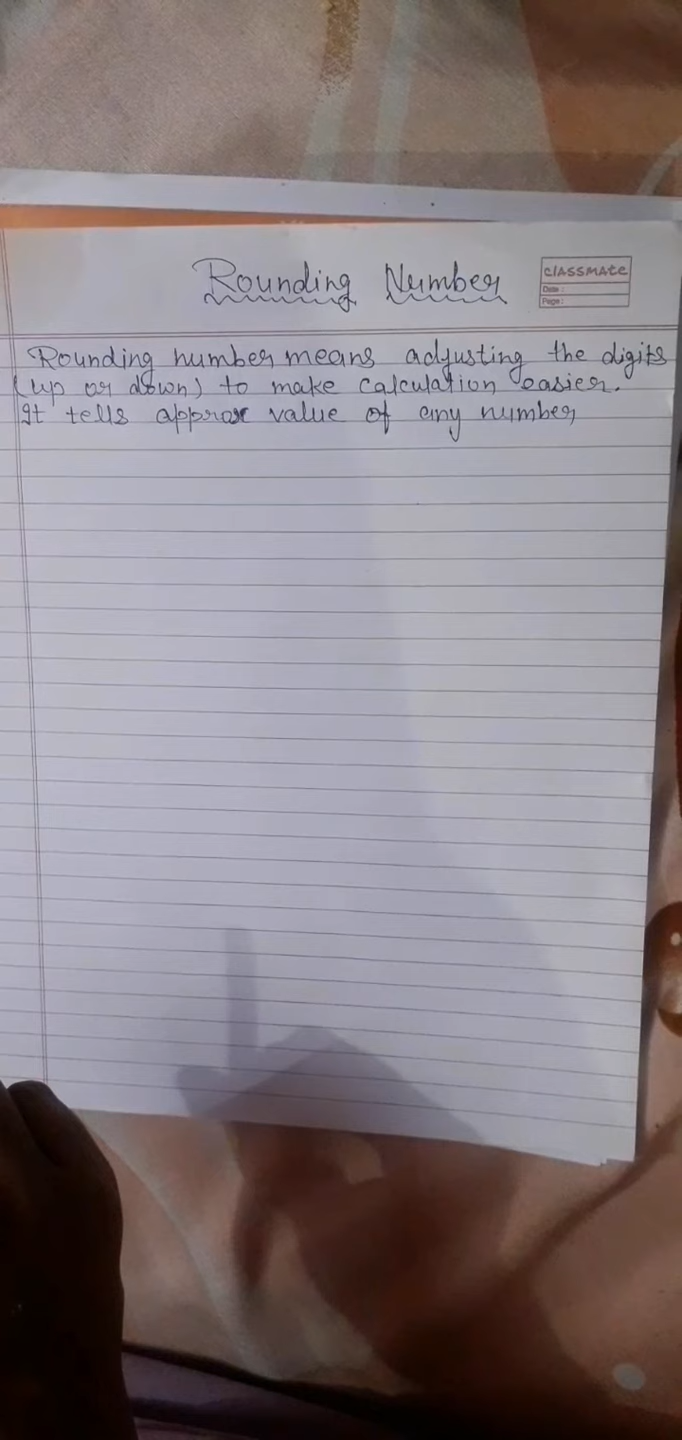 Rounding Number
CLASSMATE
Date :
Page :
Rounding number means adjusting the digits
(up or down) to make calculation easier.
It tells approx value of any number